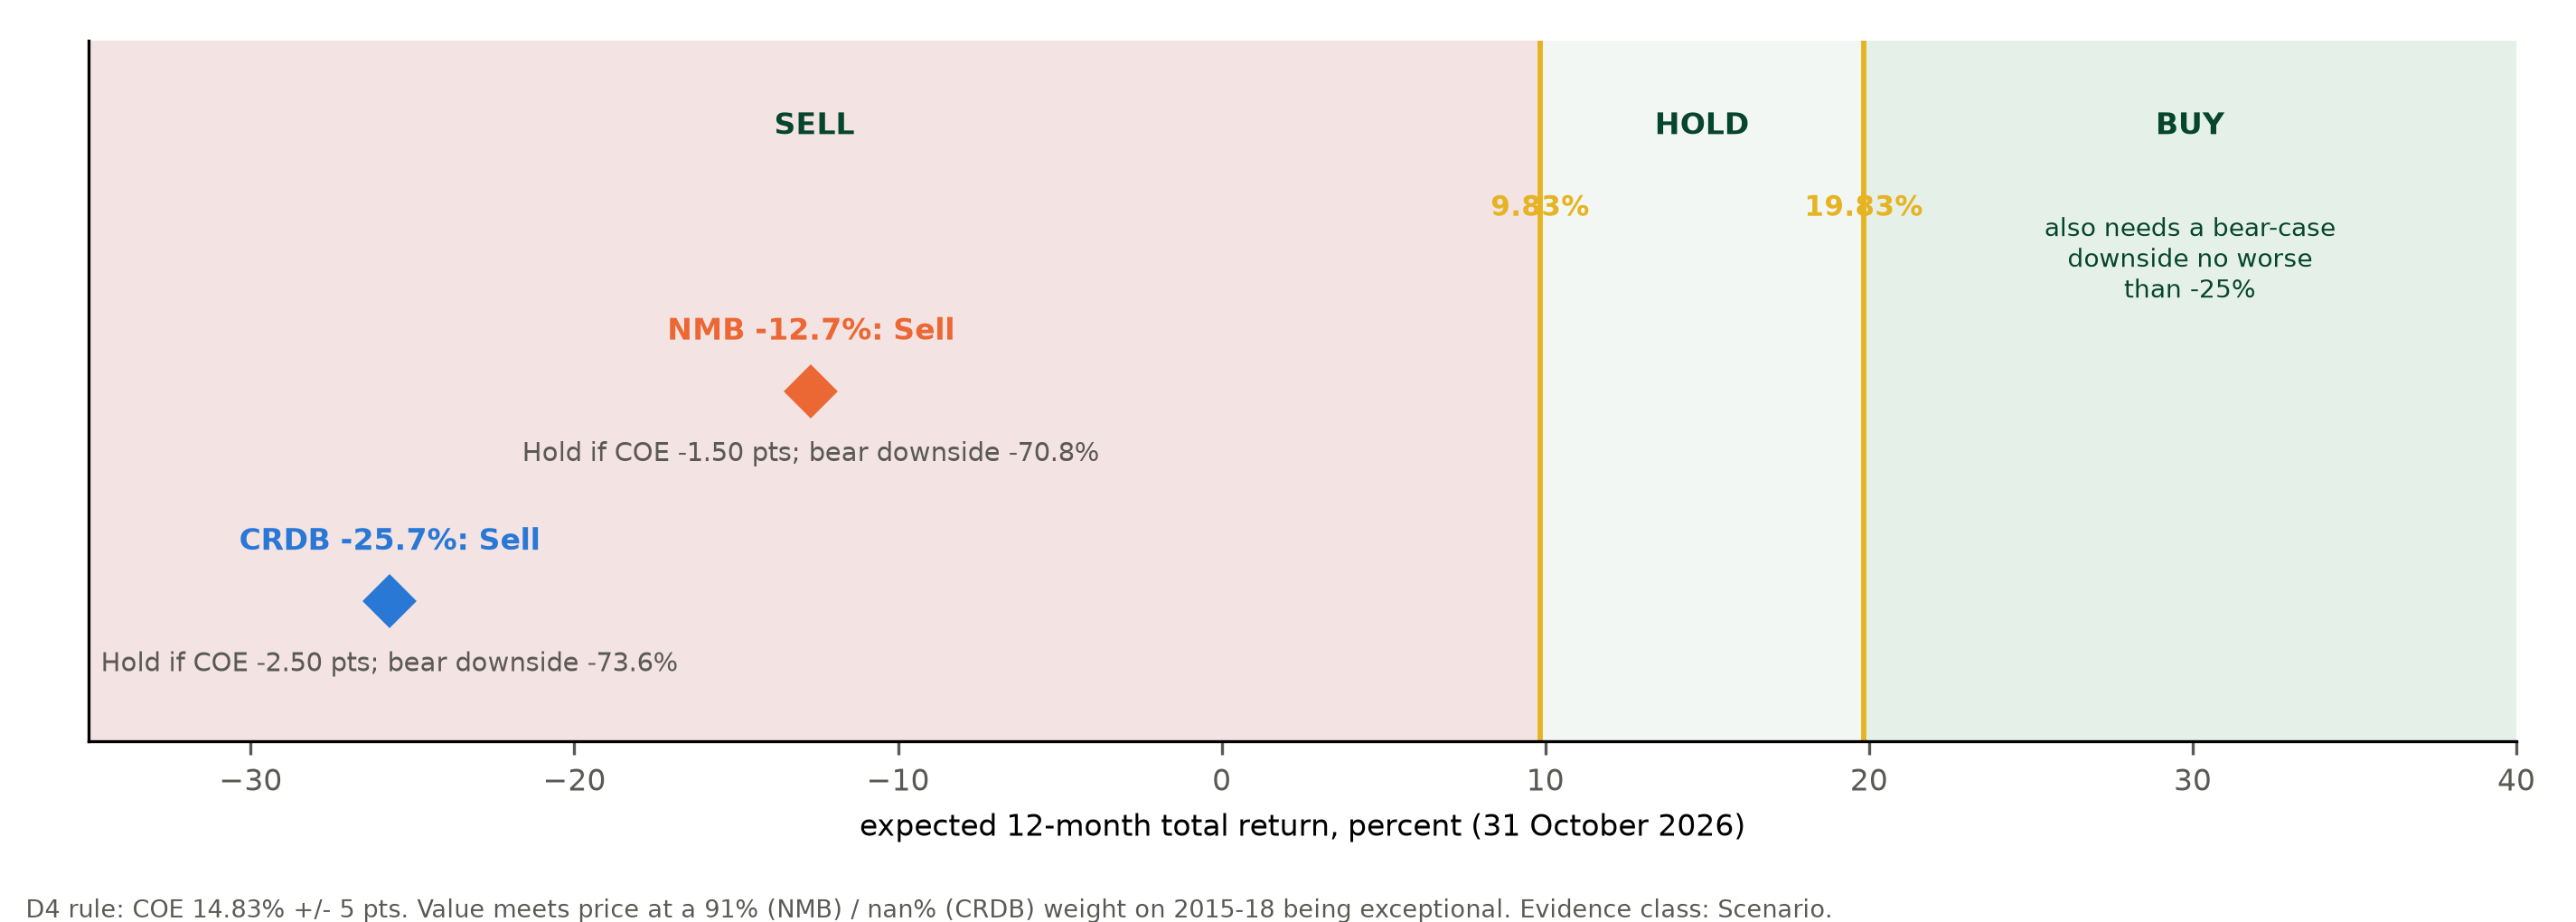 SELL
HOLD
BUY
9.83%
19.83%
also needs a bear-case
downside no worse
than -25%
NMB -12.7%: Sell
Hold if COE -1.50 pts; bear downside -70.8%
CRDB -25.7%: Sell
Hold if COE -2.50 pts; bear downside -73.6%
−30
−20
−10
0
10
20
30
40
expected 12-month total return, percent (31 October 2026)
D4 rule: COE 14.83% +/- 5 pts. Value meets price at a 91% (NMB) / nan% (CRDB) weight on 2015-18 being exceptional. Evidence class: Scenario.